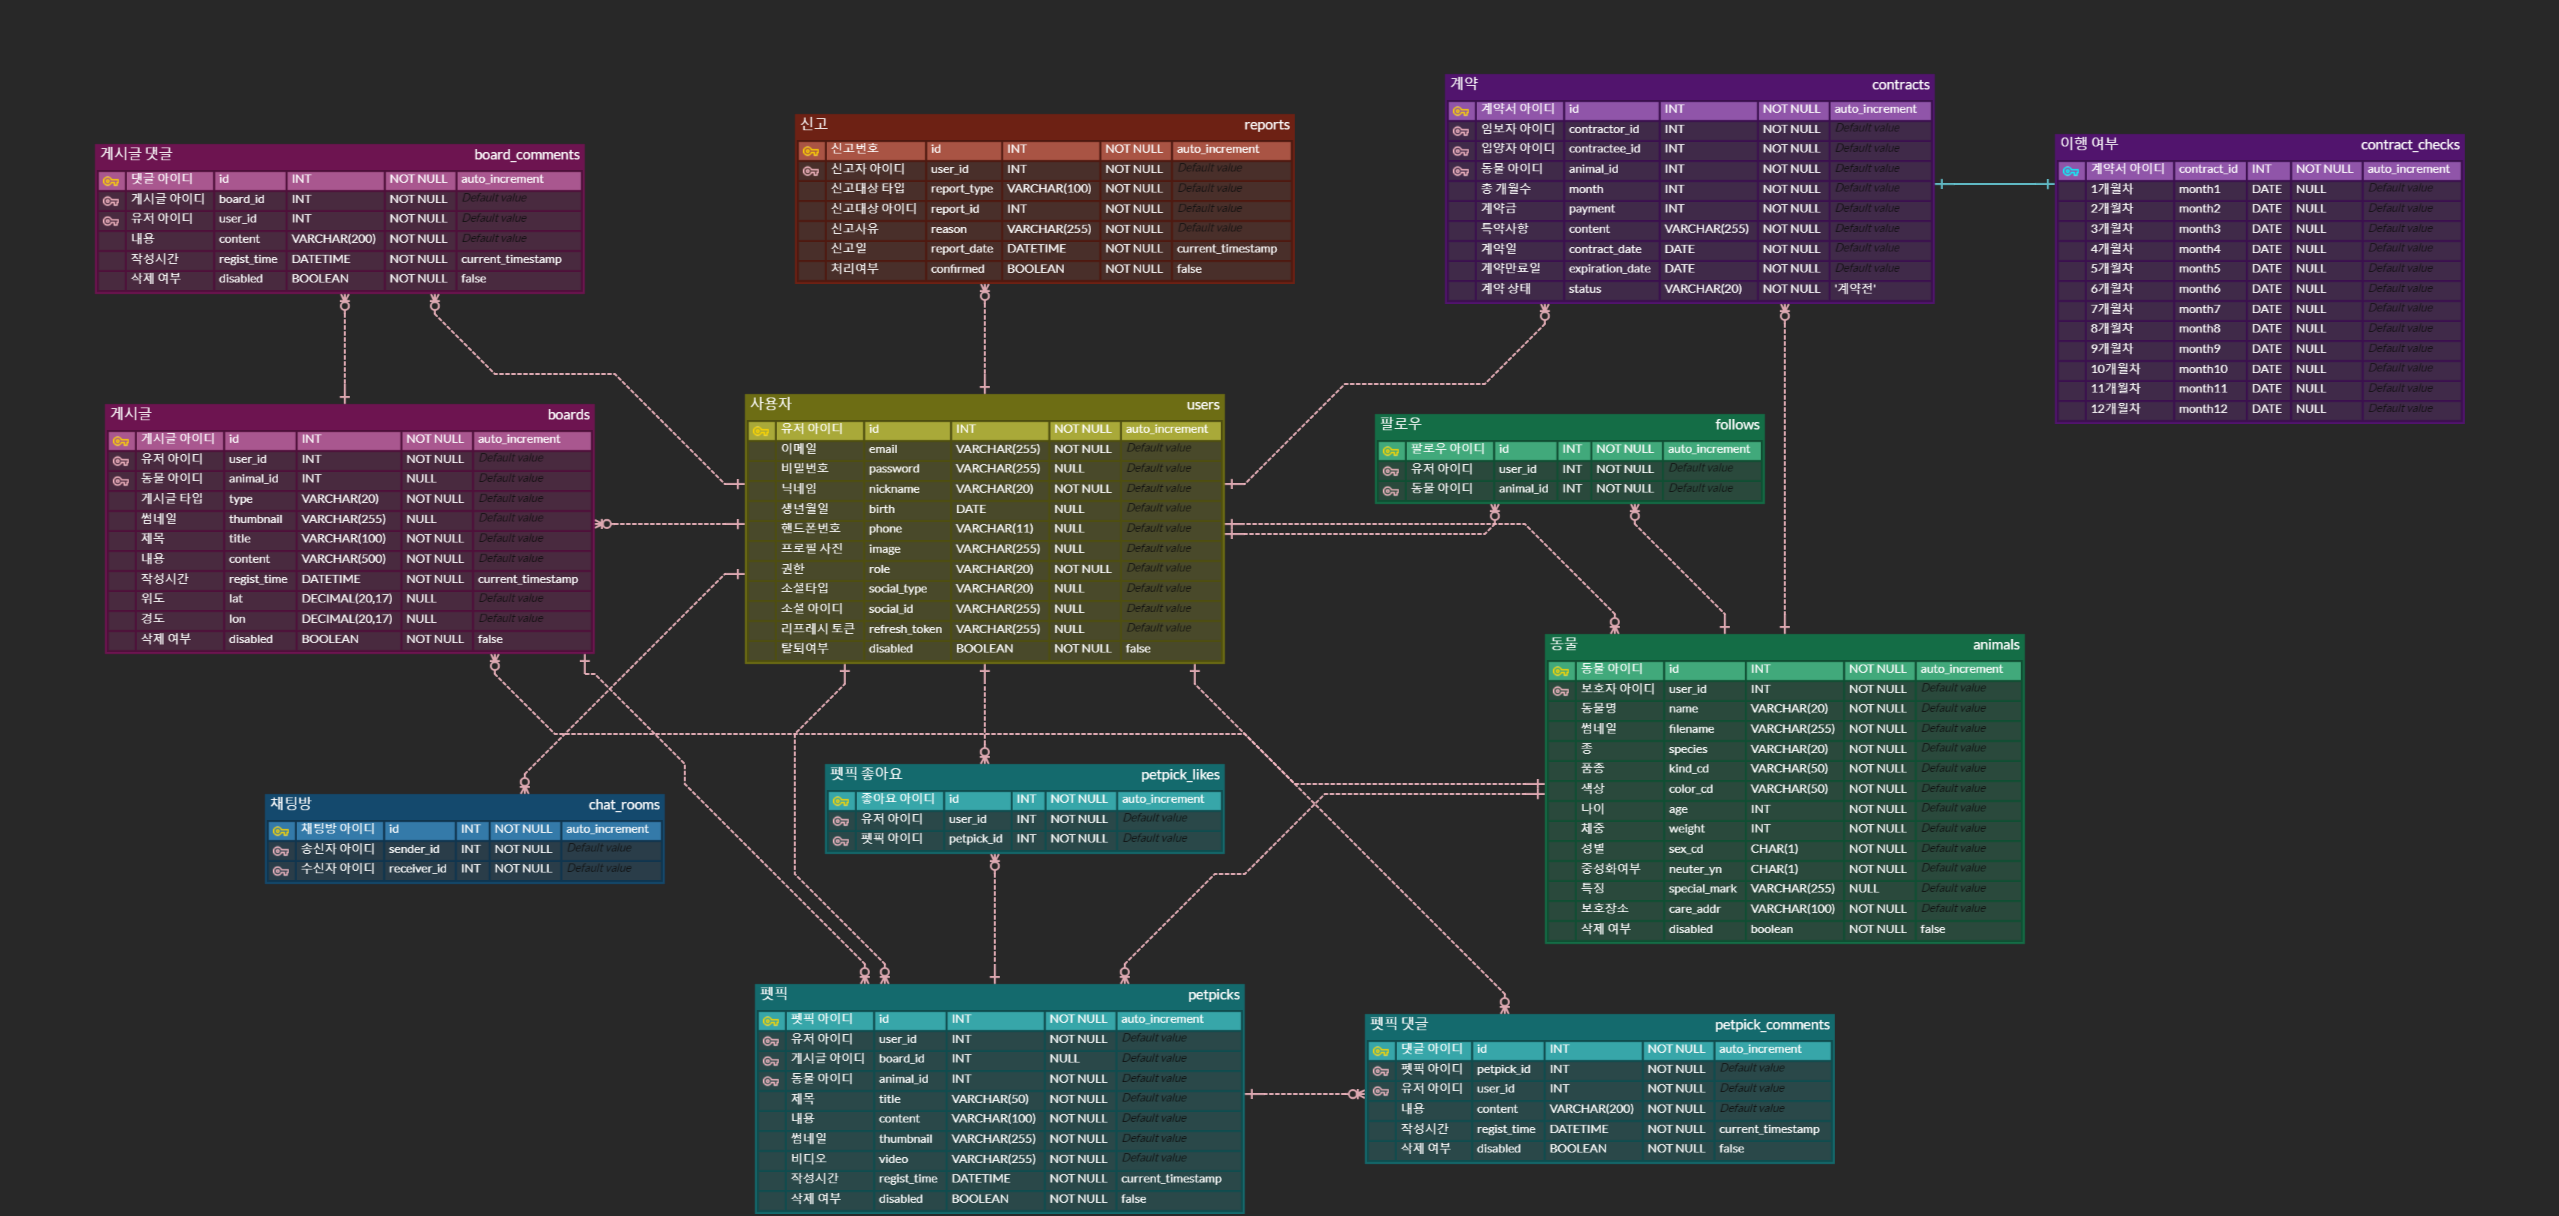 계약 contracts
계약서 아이디 id INT NOT NULL auto_increment
임보자 아이디 contractor_id INT NOT NULL Default value
입양자 아이디 contractee_id INT NOT NULL Default value
동물 아이디 animal_id INT NOT NULL Default value
총 개월수 month INT NOT NULL Default value
계약금 payment INT NOT NULL Default value
특약사항 content VARCHAR(255) NOT NULL Default value
계약일 contract_date DATE NOT NULL Default value
계약만료일 expiration_date DATE NOT NULL Default value
계약 상태 status VARCHAR(20) NOT NULL '계약전'
신고 reports
신고번호 id INT NOT NULL auto_increment
신고자 아이디 user_id INT NOT NULL Default value
신고대상 타입 report_type VARCHAR(100) NOT NULL Default value
신고대상 아이디 report_id INT NOT NULL Default value
신고사유 reason VARCHAR(255) NOT NULL Default value
신고일 report_date DATETIME NOT NULL current_timestamp
처리여부 confirmed BOOLEAN NOT NULL false
이행 여부 contract_checks
계약서 아이디 contract_id INT NOT NULL auto_increment
1개월차 month1 DATE NULL Default value
2개월차 month2 DATE NULL Default value
3개월차 month3 DATE NULL Default value
4개월차 month4 DATE NULL Default value
5개월차 month5 DATE NULL Default value
6개월차 month6 DATE NULL Default value
7개월차 month7 DATE NULL Default value
8개월차 month8 DATE NULL Default value
9개월차 month9 DATE NULL Default value
10개월차 month10 DATE NULL Default value
11개월차 month11 DATE NULL Default value
12개월차 month12 DATE NULL Default value
게시글 댓글 board_comments
댓글 아이디 id INT NOT NULL auto_increment
게시글 아이디 board_id INT NOT NULL Default value
유저 아이디 user_id INT NOT NULL Default value
내용 content VARCHAR(200) NOT NULL Default value
작성시간 regist_time DATETIME NOT NULL current_timestamp
삭제 여부 disabled BOOLEAN NOT NULL false
게시글 boards
게시글 아이디 id INT NOT NULL auto_increment
유저 아이디 user_id INT NOT NULL Default value
동물 아이디 animal_id INT NULL Default value
게시글 타입 type VARCHAR(20) NOT NULL Default value
썸네일 thumbnail VARCHAR(255) NULL Default value
제목 title VARCHAR(100) NOT NULL Default value
내용 content VARCHAR(500) NOT NULL Default value
작성시간 regist_time DATETIME NOT NULL current_timestamp
위도 lat DECIMAL(20,17) NULL Default value
경도 lon DECIMAL(20,17) NULL Default value
삭제 여부 disabled BOOLEAN NOT NULL false
사용자 users
유저 아이디 id INT NOT NULL auto_increment
이메일 email VARCHAR(255) NOT NULL Default value
비밀번호 password VARCHAR(255) NULL Default value
닉네임 nickname VARCHAR(20) NOT NULL Default value
생년월일 birth DATE NULL Default value
핸드폰번호 phone VARCHAR(11) NULL Default value
프로필 사진 image VARCHAR(255) NULL Default value
권한 role VARCHAR(20) NOT NULL Default value
소셜타입 social_type VARCHAR(20) NULL Default value
소셜 아이디 social_id VARCHAR(255) NULL Default value
리프레시 토큰 refresh_token VARCHAR(255) NULL Default value
탈퇴여부 disabled BOOLEAN NOT NULL false
팔로우 follows
팔로우 아이디 id INT NOT NULL auto_increment
유저 아이디 user_id INT NOT NULL Default value
동물 아이디 animal_id INT NOT NULL Default value
동물 animals
동물 아이디 id INT NOT NULL auto_increment
보호자 아이디 user_id INT NOT NULL Default value
동물명 name VARCHAR(20) NOT NULL Default value
썸네일 filename VARCHAR(255) NOT NULL Default value
종 species VARCHAR(20) NOT NULL Default value
품종 kind_cd VARCHAR(50) NOT NULL Default value
색상 color_cd VARCHAR(50) NOT NULL Default value
나이 age INT NOT NULL Default value
체중 weight INT NOT NULL Default value
성별 sex_cd CHAR(1) NOT NULL Default value
중성화여부 neuter_yn CHAR(1) NOT NULL Default value
특징 special_mark VARCHAR(255) NULL Default value
보호장소 care_addr VARCHAR(100) NOT NULL Default value
삭제 여부 disabled boolean NOT NULL false
채팅방 chat_rooms
채팅방 아이디 id INT NOT NULL auto_increment
송신자 아이디 sender_id INT NOT NULL Default value
수신자 아이디 receiver_id INT NOT NULL Default value
펫픽 좋아요 petpick_likes
좋아요 아이디 id INT NOT NULL auto_increment
유저 아이디 user_id INT NOT NULL Default value
펫픽 아이디 petpick_id INT NOT NULL Default value
펫픽 petpicks
펫픽 아이디 id INT NOT NULL auto_increment
유저 아이디 user_id INT NOT NULL Default value
게시글 아이디 board_id INT NULL Default value
동물 아이디 animal_id INT NOT NULL Default value
제목 title VARCHAR(50) NOT NULL Default value
내용 content VARCHAR(100) NOT NULL Default value
썸네일 thumbnail VARCHAR(255) NOT NULL Default value
비디오 video VARCHAR(255) NOT NULL Default value
작성시간 regist_time DATETIME NOT NULL current_timestamp
삭제 여부 disabled BOOLEAN NOT NULL false
펫픽 댓글 petpick_comments
댓글 아이디 id INT NOT NULL auto_increment
펫픽 아이디 petpick_id INT NOT NULL Default value
유저 아이디 user_id INT NOT NULL Default value
내용 content VARCHAR(200) NOT NULL Default value
작성시간 regist_time DATETIME NOT NULL current_timestamp
삭제 여부 disabled BOOLEAN NOT NULL false